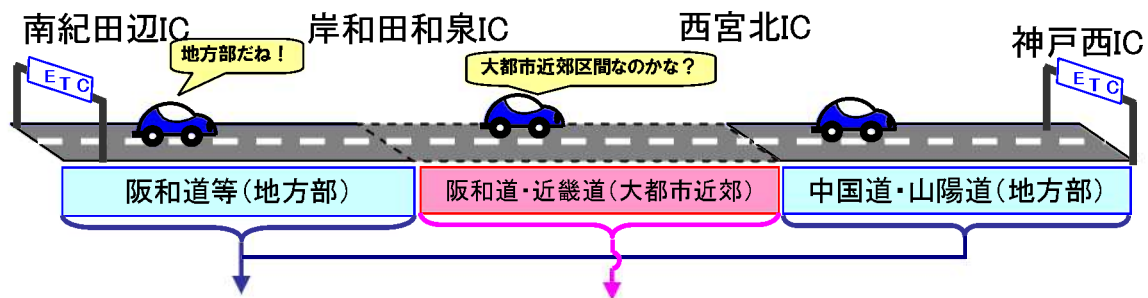 南紀田辺IC
岸和田和泉IC
西宮北IC
神戸西IC
地方部だね！
大都市近郊区間なのかな？
ETC
ETC
阪和道等(地方部)
阪和道・近畿道(大都市近郊)
中国道・山陽道(地方部)